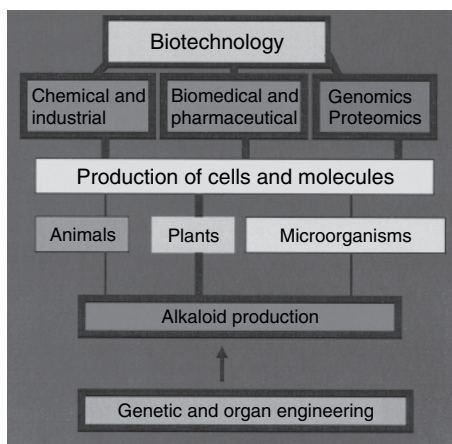 Biotechnology
Chemical and
industrial
Biomedical and
pharmaceutical
Genomics
Proteomics
Production of cells and molecules
Animals
Plants
Microorganisms
Alkaloid production
Genetic and organ engineering